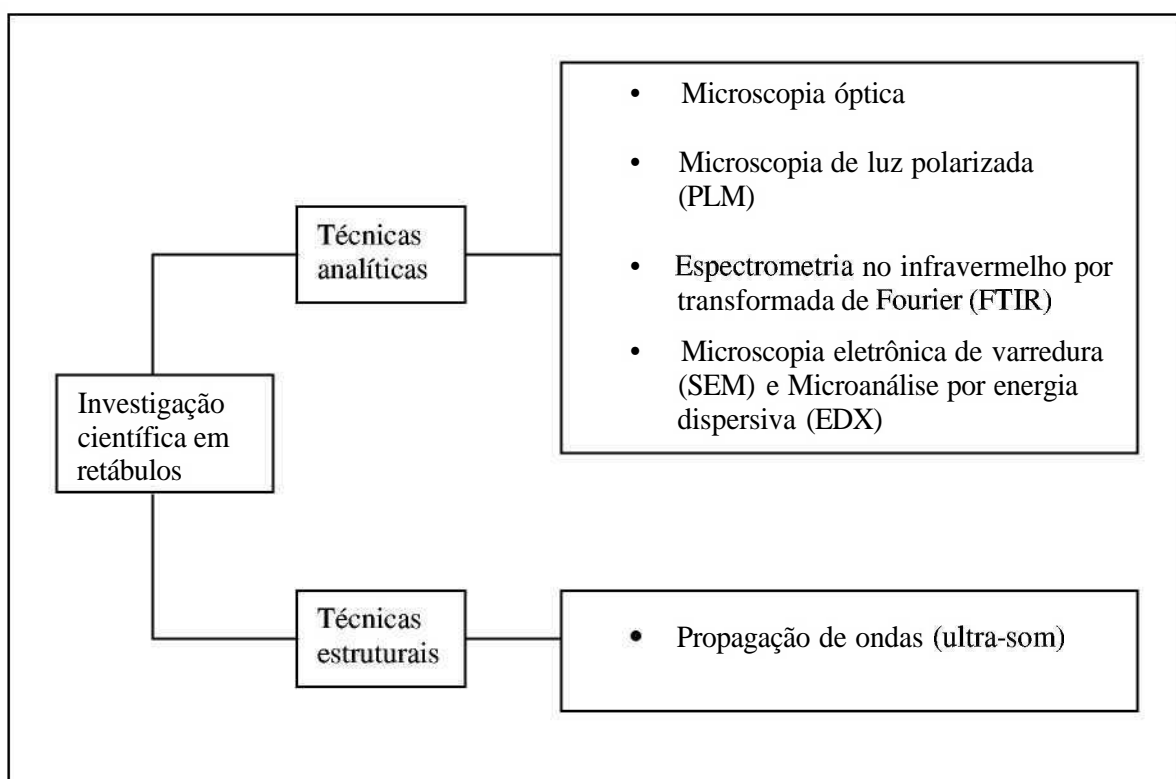 Investigação
científica em
retábulos
Técnicas
analíticas
• Microscopia óptica
• Microscopia de luz polarizada
(PLM)
• Espectrometria no infravermelho por
transformada de Fourier (FTIR)
• Microscopia eletrônica de varredura
(SEM) e Microanálise por energia
dispersiva (EDX)
Técnicas
estruturais
• Propagação de ondas (ultra-som)